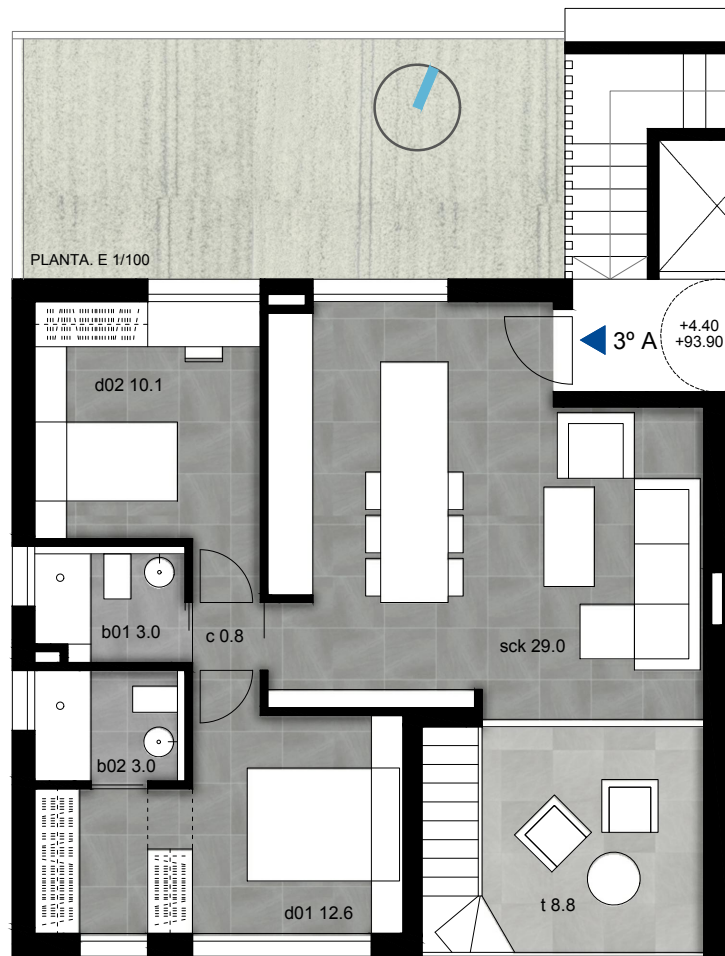 PLANTA. E 1/100
3º A
+4.40
+93.90
d02 10.1
b01 3.0
c 0.8
sck 29.0
b02 3.0
d01 12.6
t 8.8